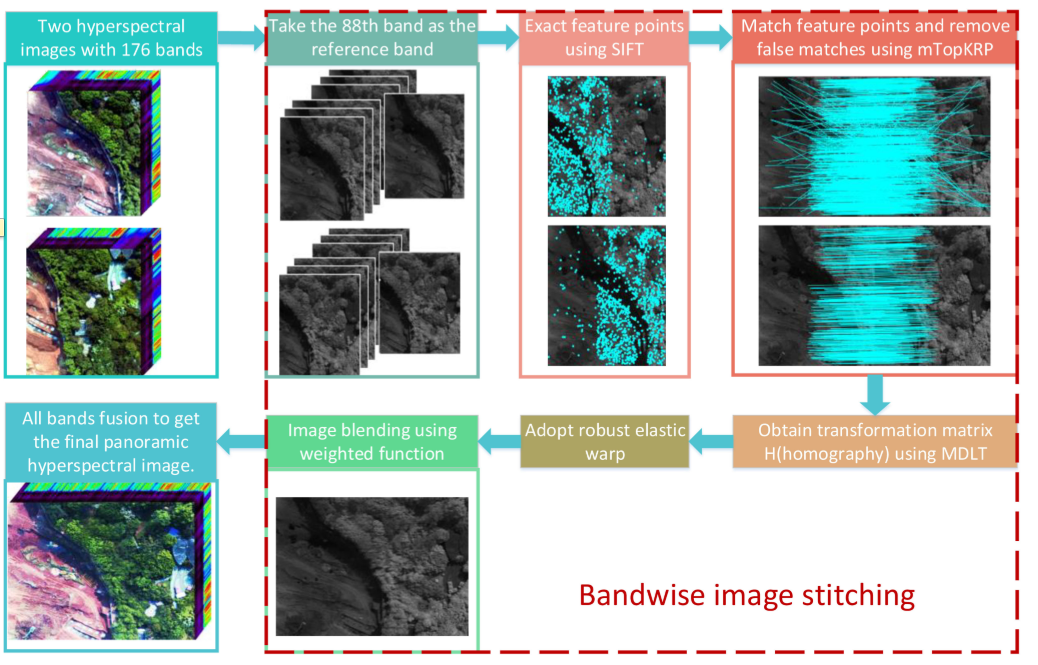 Two hyperspectral
images with 176 bands
Take the 88th band as the
reference band
Exact feature points
using SIFT
Match feature points and remove
false matches using mTopKRP
All bands fusion to get
the final panoramic
hyperspectral image.
Image blending using
weighted function
Adopt robust elastic
warp
Obtain transformation matrix
H(homography) using MDLT
Bandwise image stitching